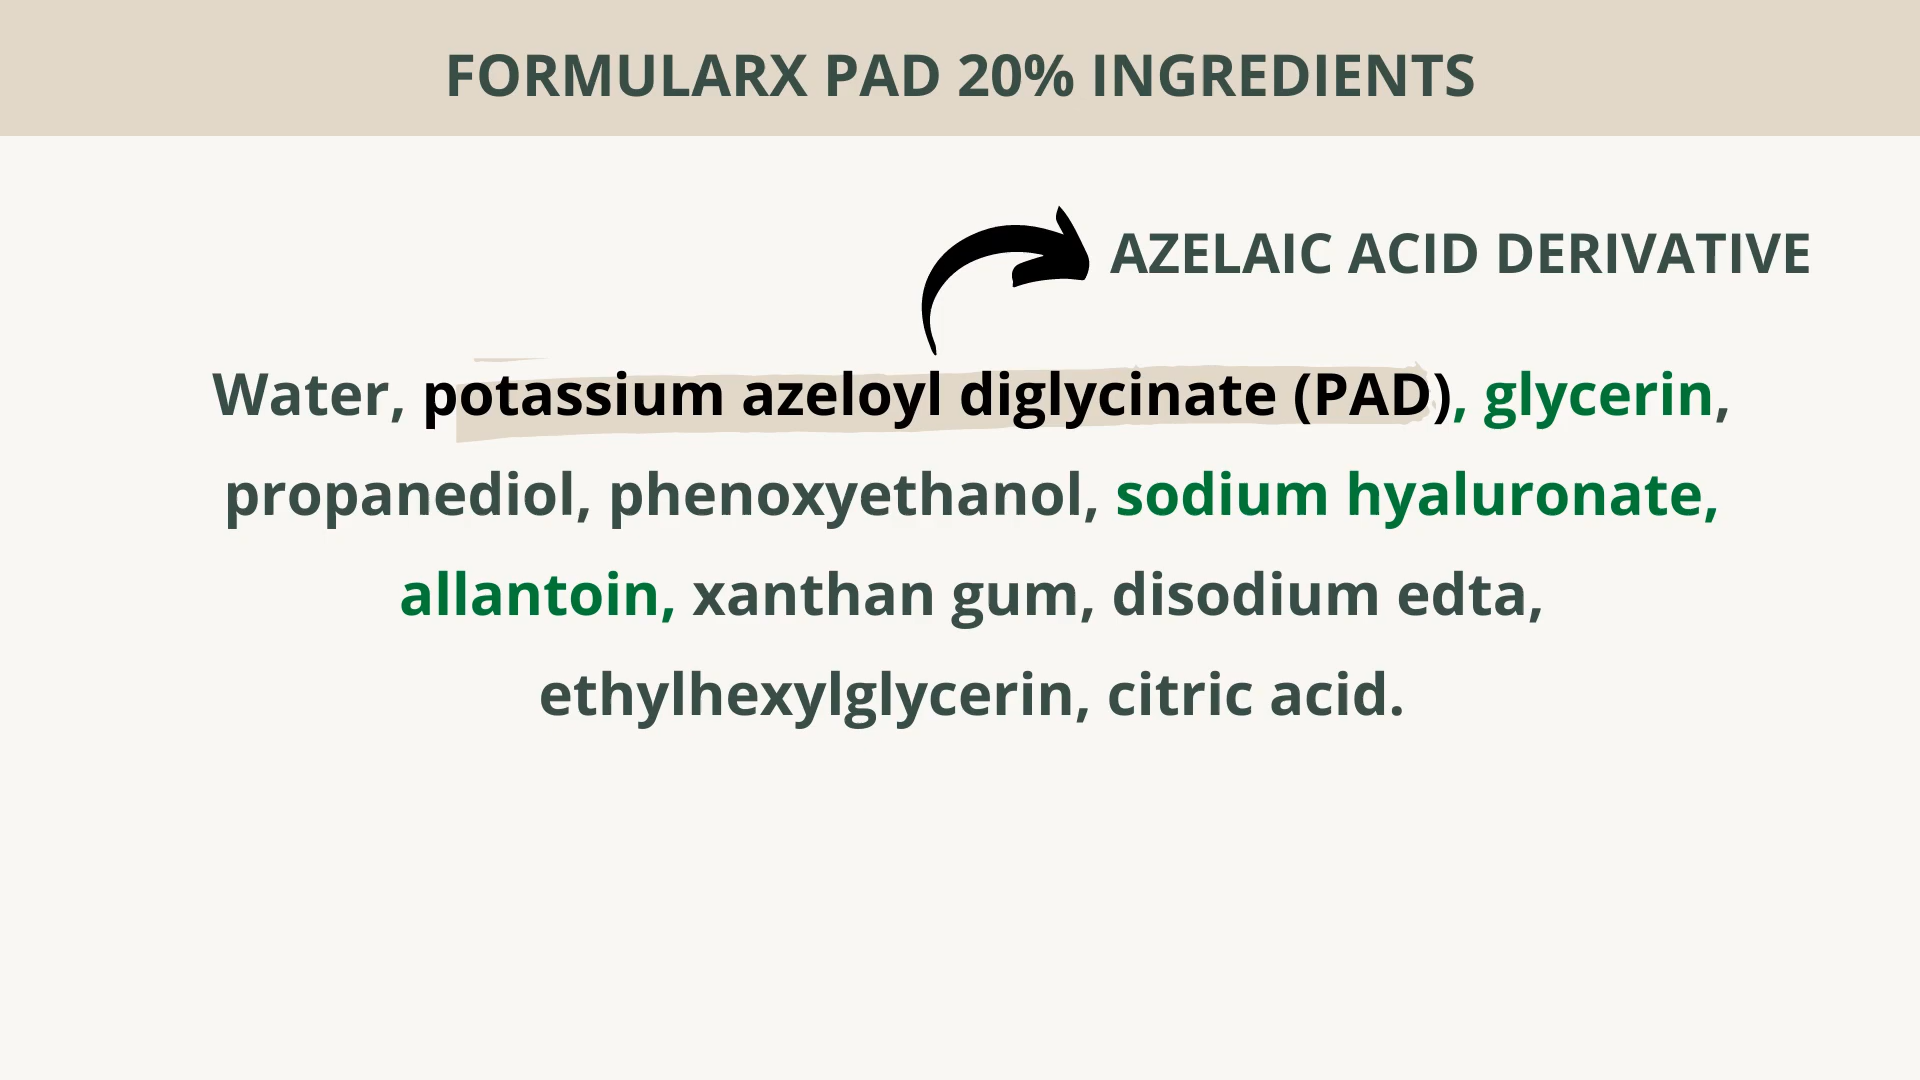 FORMULARX PAD 20% INGREDIENTS
AZELAIC ACID DERIVATIVE
Water, potassium azeloyl diglycinate (PAD), glycerin,
propanediol, phenoxyethanol, sodium hyaluronate,
allantoin, xanthan gum, disodium edta,
ethylhexylglycerin, citric acid.